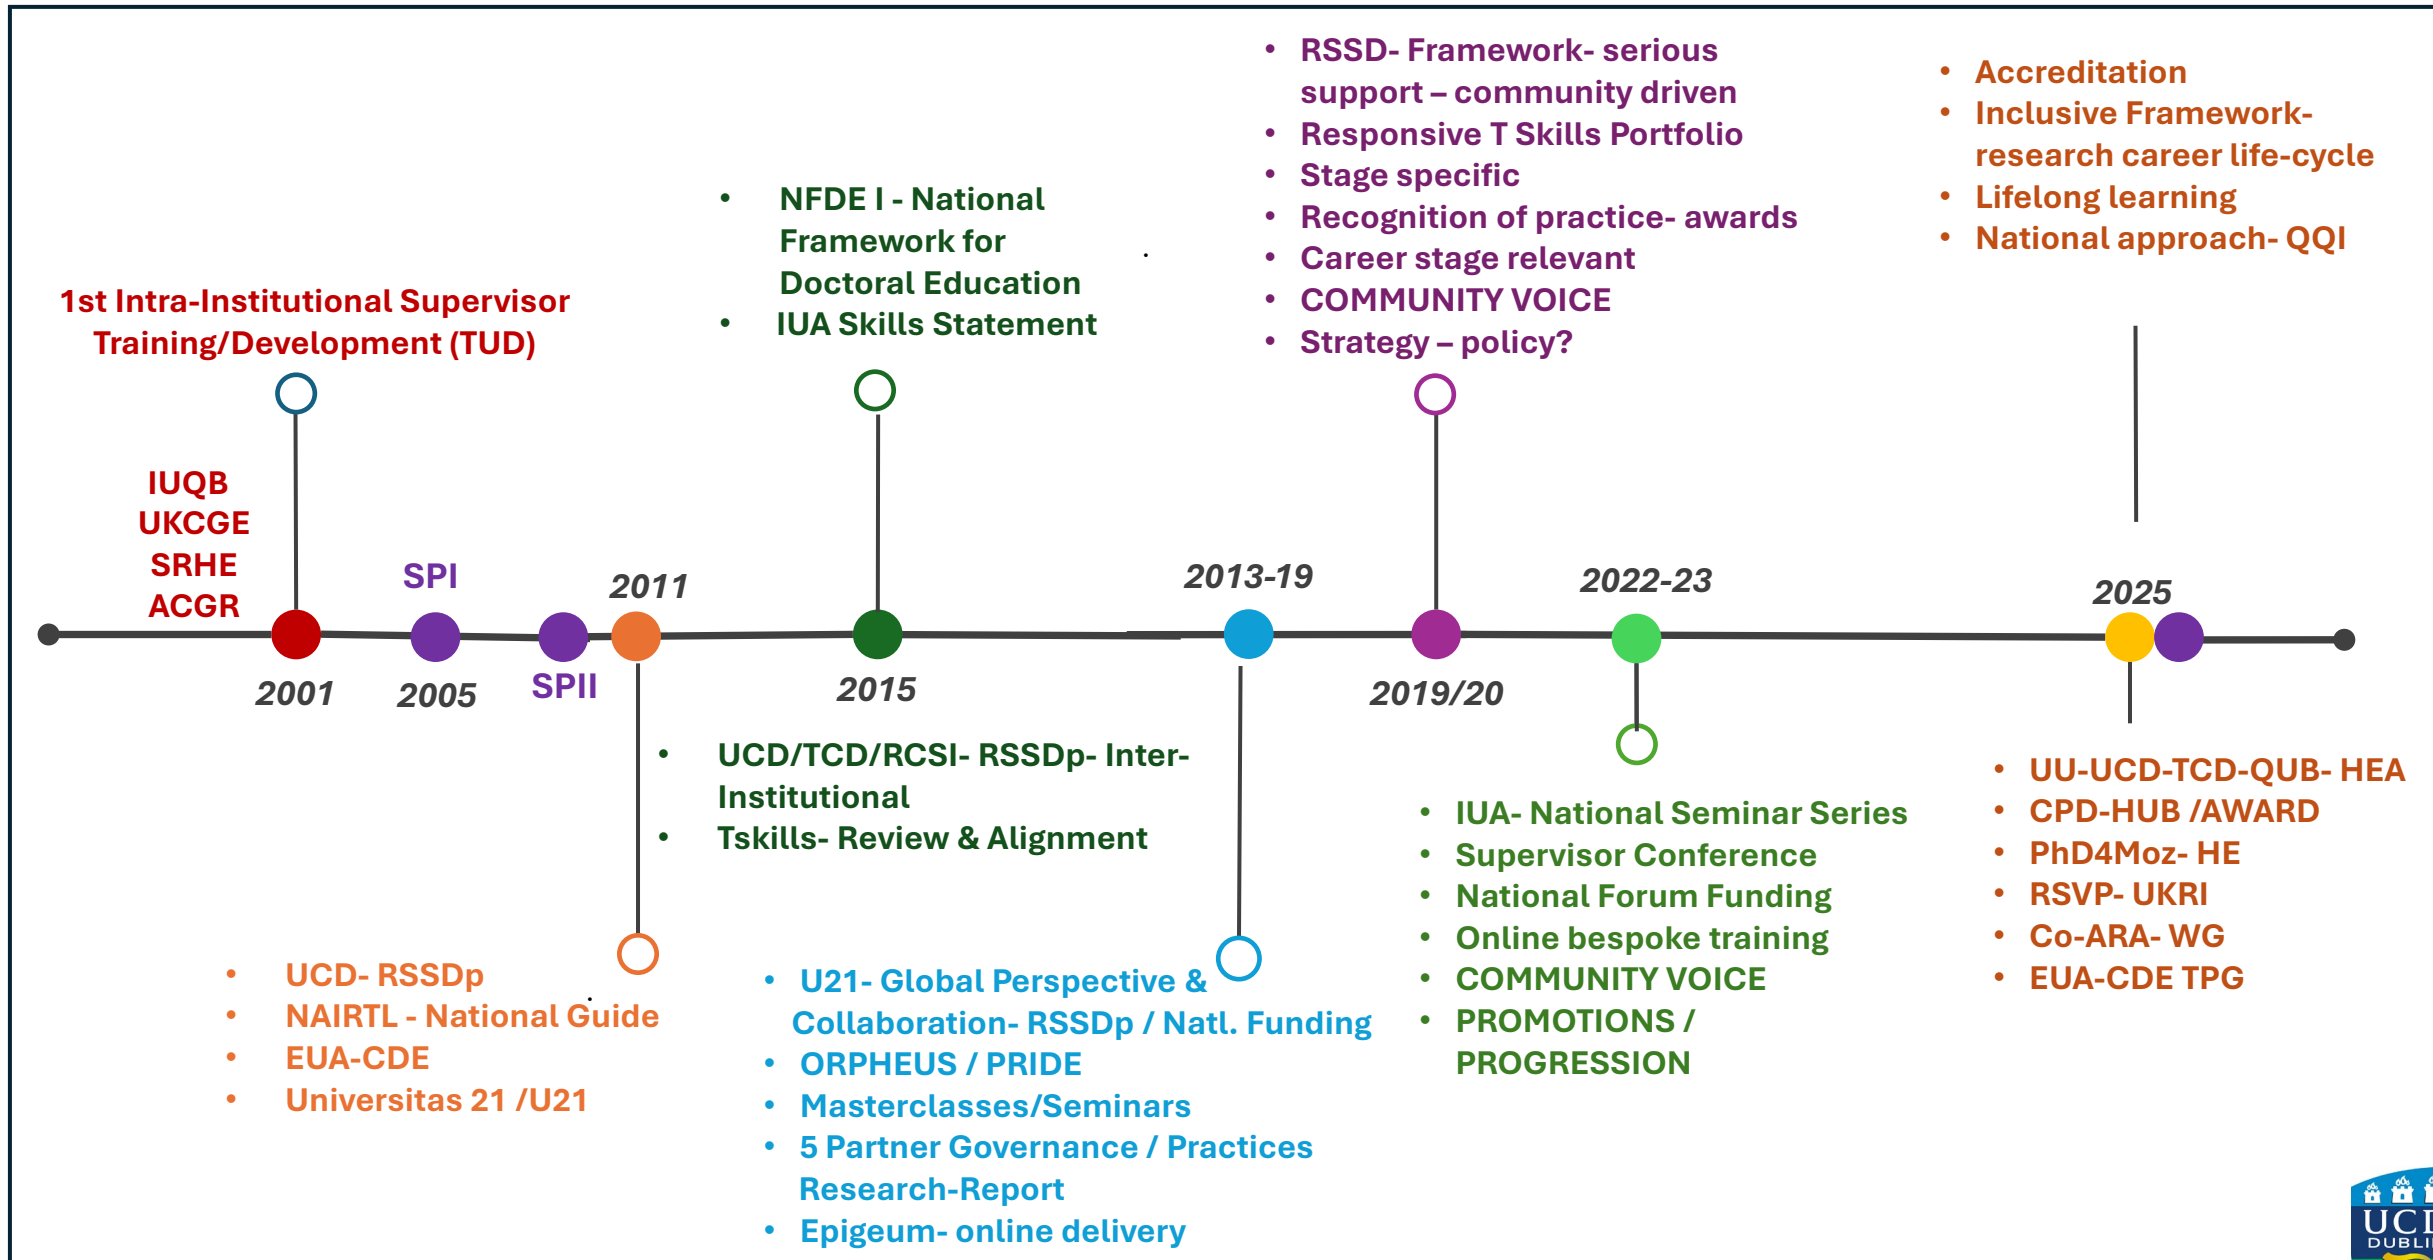 1st Intra-Institutional Supervisor
Training/Development (TUD)
IUQB
UKCGE
SRHE
ACGR
2001
SPI
2005
SPII
2011
• UCD- RSSDp
• NAIRTL - National Guide
• EUA-CDE
• Universitas 21 /U21
• NFDE I - National
Framework for
Doctoral Education
• IUA Skills Statement
2015
• UCD/TCD/RCSI- RSSDp- Inter-
Institutional
• Tskills- Review & Alignment
2013-19
• U21- Global Perspective &
Collaboration- RSSDp / Natl. Funding
• ORPHEUS / PRIDE
• Masterclasses/Seminars
• 5 Partner Governance / Practices
Research-Report
• Epigeum- online delivery
• RSSD- Framework- serious
support – community driven
• Responsive T Skills Portfolio
• Stage specific
• Recognition of practice- awards
• Career stage relevant
• COMMUNITY VOICE
• Strategy – policy?
2019/20
2022-23
• IUA- National Seminar Series
• Supervisor Conference
• National Forum Funding
• Online bespoke training
• COMMUNITY VOICE
• PROMOTIONS /
PROGRESSION
• Accreditation
• Inclusive Framework-
research career life-cycle
• Lifelong learning
• National approach- QQI
2025
• UU-UCD-TCD-QUB- HEA
• CPD-HUB /AWARD
• PhD4Moz- HE
• RSVP- UKRI
• Co-ARA- WG
• EUA-CDE TPG
UCD